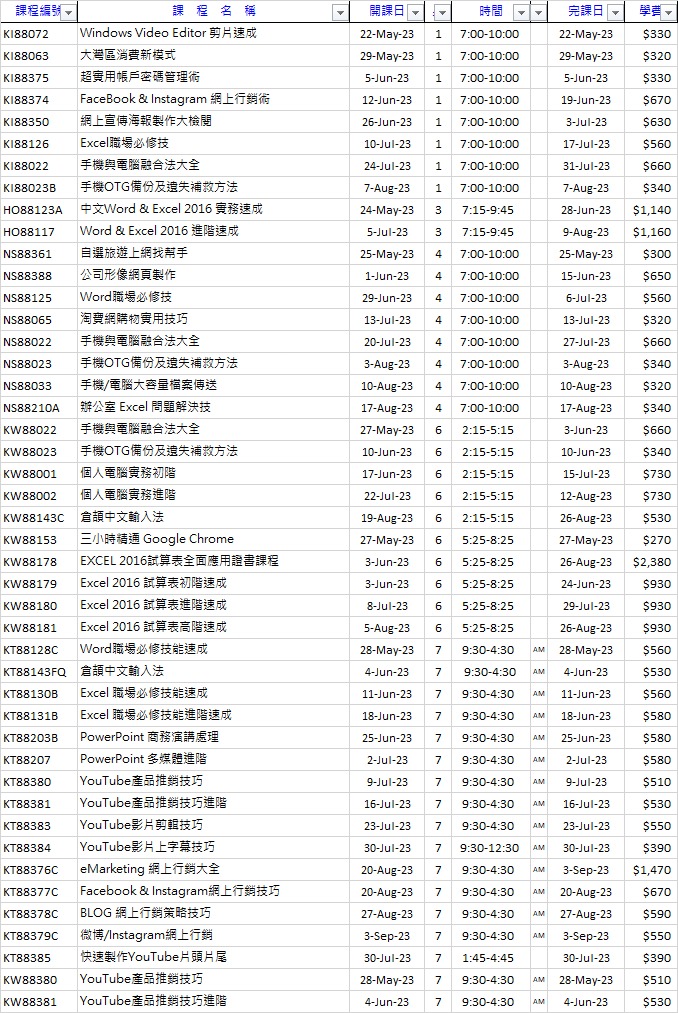 課程編號 課 程 名 稱 開課日 時間 完課日 學費
KI88072 Windows Video Editor 剪片速成 22-May-23 1 7:00-10:00 22-May-23 $330
KI88063 大灣區消費新模式 29-May-23 1 7:00-10:00 29-May-23 $320
KI88375 超實用帳戶密碼管理術 5-Jun-23 1 7:00-10:00 5-Jun-23 $330
KI88374 FaceBook & Instagram 網上行銷術 12-Jun-23 1 7:00-10:00 19-Jun-23 $670
KI88350 網上宣傳海報製作大檢閱 26-Jun-23 1 7:00-10:00 3-Jul-23 $630
KI88126 Excel職場必修技 10-Jul-23 1 7:00-10:00 17-Jul-23 $560
KI88022 手機與電腦融合法大全 24-Jul-23 1 7:00-10:00 31-Jul-23 $660
KI88023B 手機OTG備份及遺失補救方法 7-Aug-23 1 7:00-10:00 7-Aug-23 $340
HO88123A 中文Word & Excel 2016 實務速成 24-May-23 3 7:15-9:45 28-Jun-23 $1,140
HO88117 Word & Excel 2016 進階速成 5-Jul-23 3 7:15-9:45 9-Aug-23 $1,160
NS88361 自選旅遊上網找幫手 25-May-23 4 7:00-10:00 25-May-23 $300
NS88388 公司形像網頁製作 1-Jun-23 4 7:00-10:00 15-Jun-23 $650
NS88125 Word職場必修技 29-Jun-23 4 7:00-10:00 6-Jul-23 $560
NS88065 淘寶網購物實用技巧 13-Jul-23 4 7:00-10:00 13-Jul-23 $320
NS88022 手機與電腦融合法大全 20-Jul-23 4 7:00-10:00 27-Jul-23 $660
NS88023 手機OTG備份及遺失補救方法 3-Aug-23 4 7:00-10:00 3-Aug-23 $340
NS88033 手機/電腦大容量檔案傳送 10-Aug-23 4 7:00-10:00 10-Aug-23 $320
NS88210A 辦公室 Excel 問題解決技 17-Aug-23 4 7:00-10:00 17-Aug-23 $340
KW88022 手機與電腦融合法大全 27-May-23 6 2:15-5:15 3-Jun-23 $660
KW88023 手機OTG備份及遺失補救方法 10-Jun-23 6 2:15-5:15 10-Jun-23 $340
KW88001 個人電腦實務初階 17-Jun-23 6 2:15-5:15 15-Jul-23 $730
KW88002 個人電腦實務進階 22-Jul-23 6 2:15-5:15 12-Aug-23 $730
KW88143C 倉頡中文輸入法 19-Aug-23 6 2:15-5:15 26-Aug-23 $530
KW88153 三小時精通 Google Chrome 27-May-23 6 5:25-8:25 27-May-23 $270
KW88178 EXCEL 2016試算表全面應用證書課程 3-Jun-23 6 5:25-8:25 26-Aug-23 $2,380
KW88179 Excel 2016 試算表初階速成 3-Jun-23 6 5:25-8:25 24-Jun-23 $930
KW88180 Excel 2016 試算表進階速成 8-Jul-23 6 5:25-8:25 29-Jul-23 $930
KW88181 Excel 2016 試算表高階速成 5-Aug-23 6 5:25-8:25 26-Aug-23 $930
KT88128C Word職場必修技能速成 28-May-23 7 9:30-4:30 AM 28-May-23 $560
KT88143FQ 倉頡中文輸入法 4-Jun-23 7 9:30-4:30 AM 4-Jun-23 $530
KT88130B Excel 職場必修技能速成 11-Jun-23 7 9:30-4:30 AM 11-Jun-23 $560
KT88131B Excel 職場必修技能進階速成 18-Jun-23 7 9:30-4:30 AM 18-Jun-23 $580
KT88203B PowerPoint 商務演講處理 25-Jun-23 7 9:30-4:30 AM 25-Jun-23 $580
KT88207 PowerPoint 多媒體進階 2-Jul-23 7 9:30-4:30 AM 2-Jul-23 $580
KT88380 YouTube產品推銷技巧 9-Jul-23 7 9:30-4:30 AM 9-Jul-23 $510
KT88381 YouTube產品推銷技巧進階 16-Jul-23 7 9:30-4:30 AM 16-Jul-23 $530
KT88383 YouTube影片剪輯技巧 23-Jul-23 7 9:30-4:30 AM 23-Jul-23 $550
KT88384 YouTube影片上字幕技巧 30-Jul-23 7 9:30-12:30 AM 30-Jul-23 $390
KT88376C eMarketing 網上行銷大全 20-Aug-23 7 9:30-4:30 AM 3-Sep-23 $1,470
KT88377C Facebook & Instagram網上行銷技巧 20-Aug-23 7 9:30-4:30 AM 20-Aug-23 $670
KT88378C BLOG 網上行銷策略技巧 27-Aug-23 7 9:30-4:30 AM 27-Aug-23 $590
KT88379C 微博/Instagram網上行銷 3-Sep-23 7 9:30-4:30 AM 3-Sep-23 $550
KT88385 快速製作YouTube片頭片尾 30-Jul-23 7 1:45-4:45 30-Jul-23 $390
KW88380 YouTube產品推銷技巧 28-May-23 7 9:30-4:30 AM 28-May-23 $510
KW88381 YouTube產品推銷技巧進階 4-Jun-23 7 9:30-4:30 AM 4-Jun-23 $530